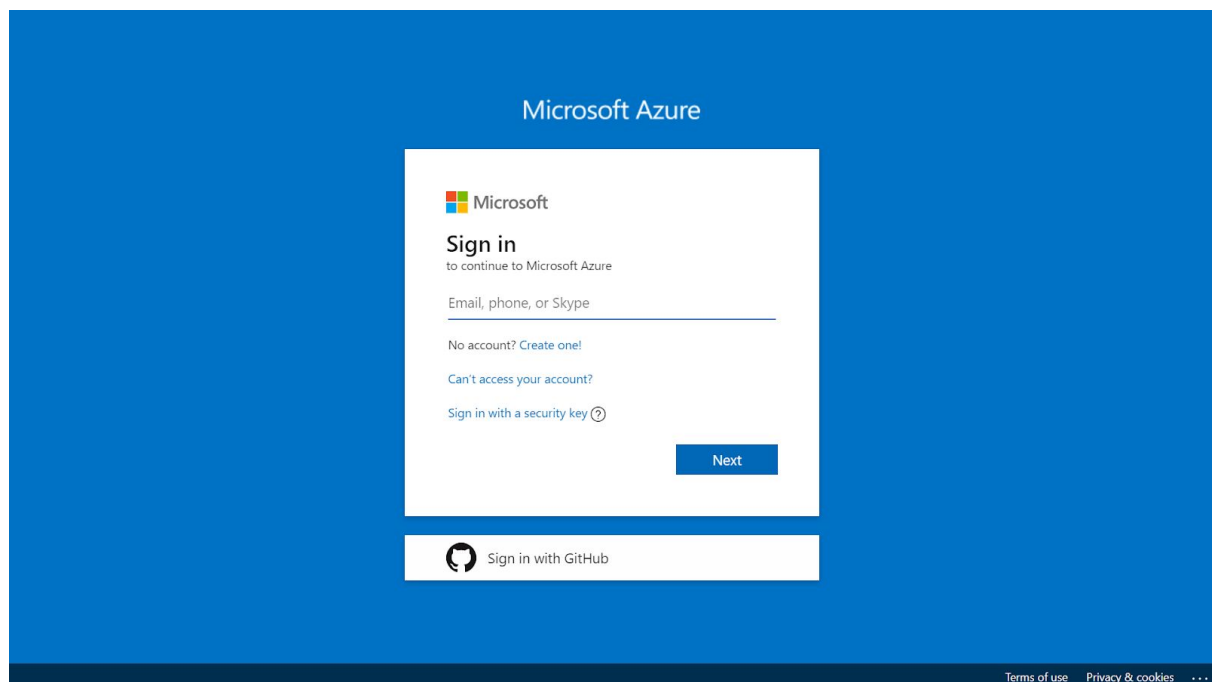 Microsoft Azure
Microsoft
Sign in
to continue to Microsoft Azure
Email, phone, or Skype
No account? Create one!
Can't access your account?
Sign in with a security key
Next
Sign in with GitHub
Terms of use Privacy & cookies ...